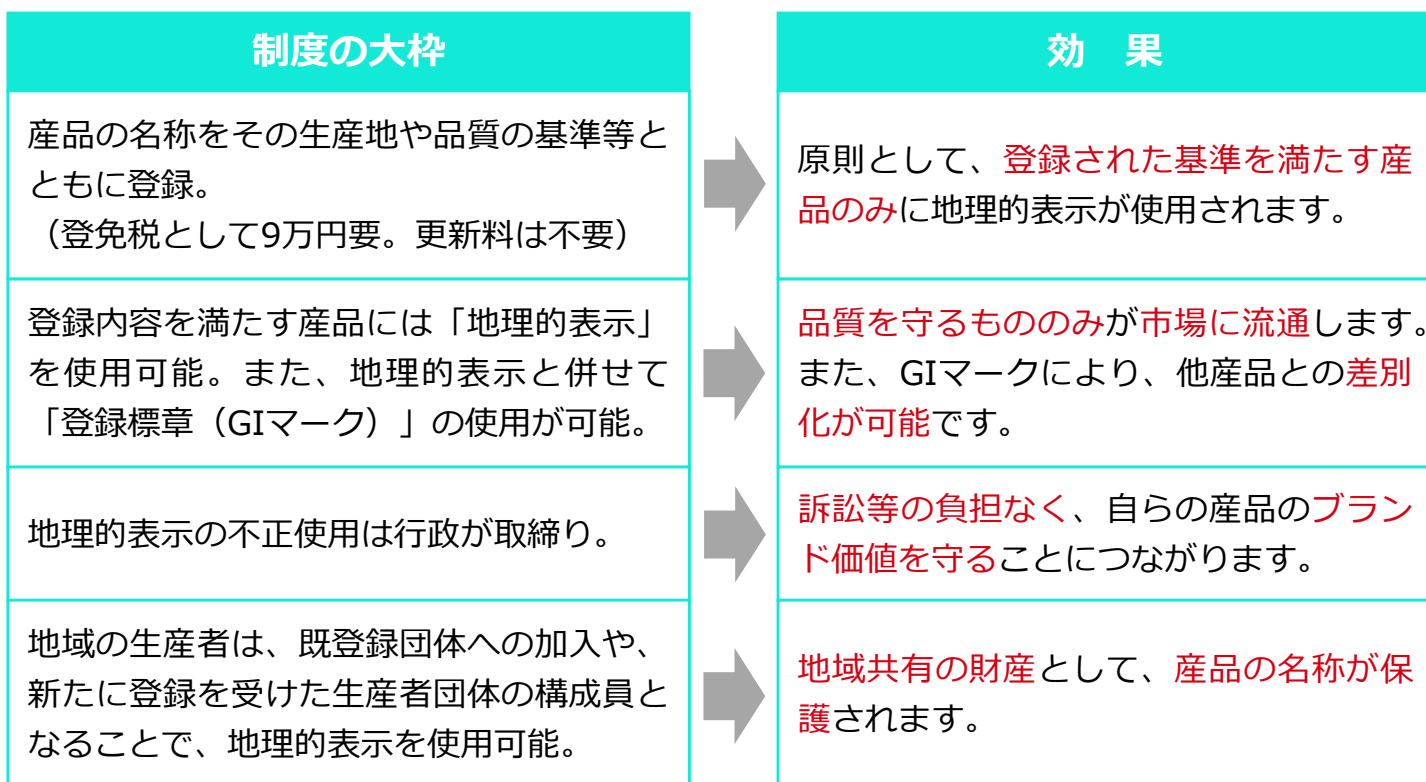 制度の大枠
効　果
産品の名称をその生産地や品質の基準等と
ともに登録。
（登免税として9万円要。更新料は不要）
原則として、登録された基準を満たす産
品のみに地理的表示が使用されます。
登録内容を満たす産品には「地理的表示」
を使用可能。また、地理的表示と併せて
「登録標章（GIマーク）」の使用が可能。
品質を守るもののみが市場に流通します。
また、GIマークにより、他産品との差別
化が可能です。
地理的表示の不正使用は行政が取締り。
訴訟等の負担なく、自らの産品のブラン
ド価値を守ることにつながります。
地域の生産者は、既登録団体への加入や、
新たに登録を受けた生産者団体の構成員と
なることで、地理的表示を使用可能。
地域共有の財産として、産品の名称が保
護されます。